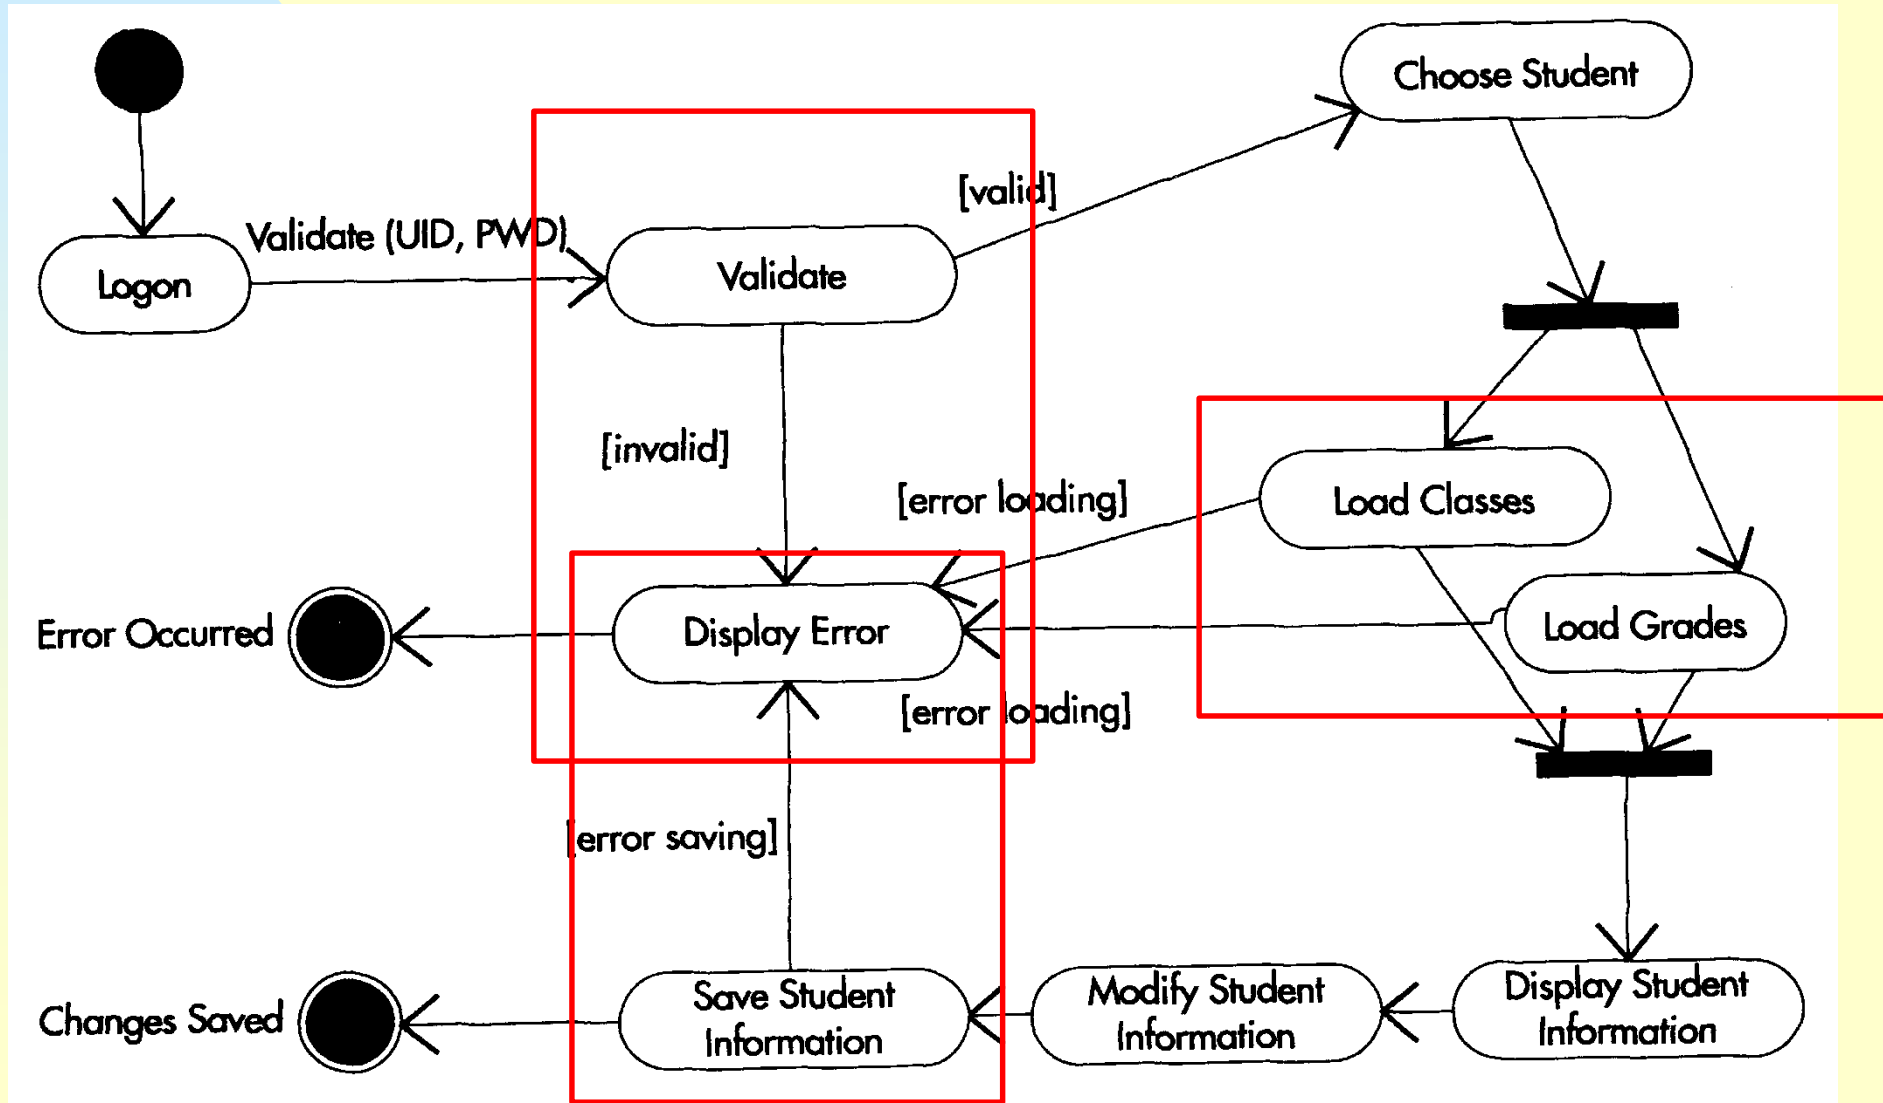 Choose Student
[valid]
Validate (UID, PWD)
Logon
Validate
[invalid]
[error loading]
Load Classes
Error Occurred
Display Error
Load Grades
[error loading]
[error saving]
Changes Saved
Save Student
Information
Modify Student
Information
Display Student
Information